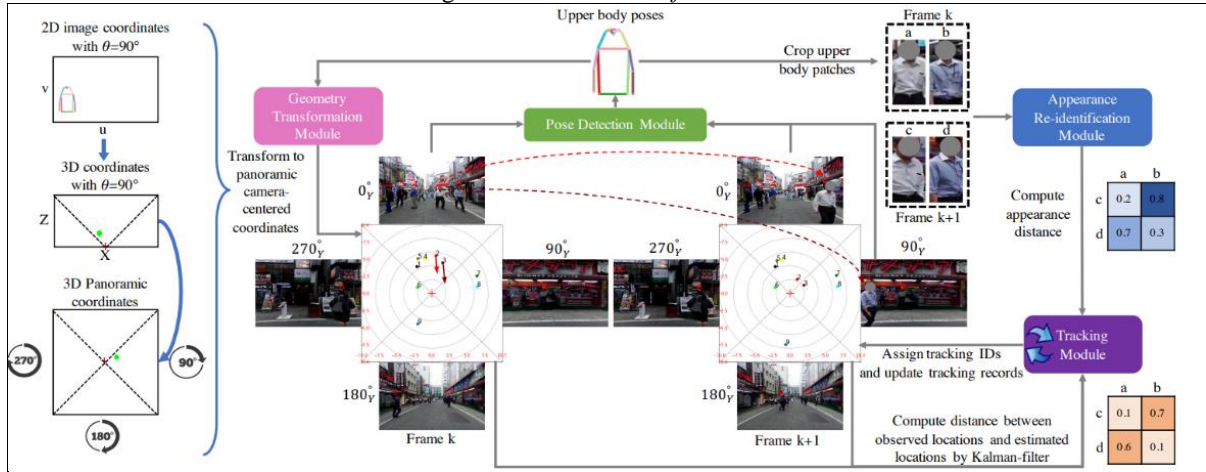 Upper body poses
Frame k
2D image coordinates
with θ=90°
a
b
v
Crop upper
body patches
Geometry
Transformation
Module
Pose Detection Module
Appearance
Re-identification
Module
u
c
d
3D coordinates
with θ=90°
Transform to
panoramic
camera-
centered
coordinates
0°Y
0°Y
Frame k+1
Compute
appearance
distance
a
b
c
0.2
0.8
d
0.7
0.3
Z
X
270°Y
90°Y
270°Y
90°Y
3D Panoramic
coordinates
270°
90°
180°
Tracking
Module
Assign tracking IDs
and update tracking records
180°Y
180°Y
Frame k
Frame k+1
Compute distance between
observed locations and estimated
locations by Kalman-filter
a
b
c
0.1
0.7
d
0.6
0.1